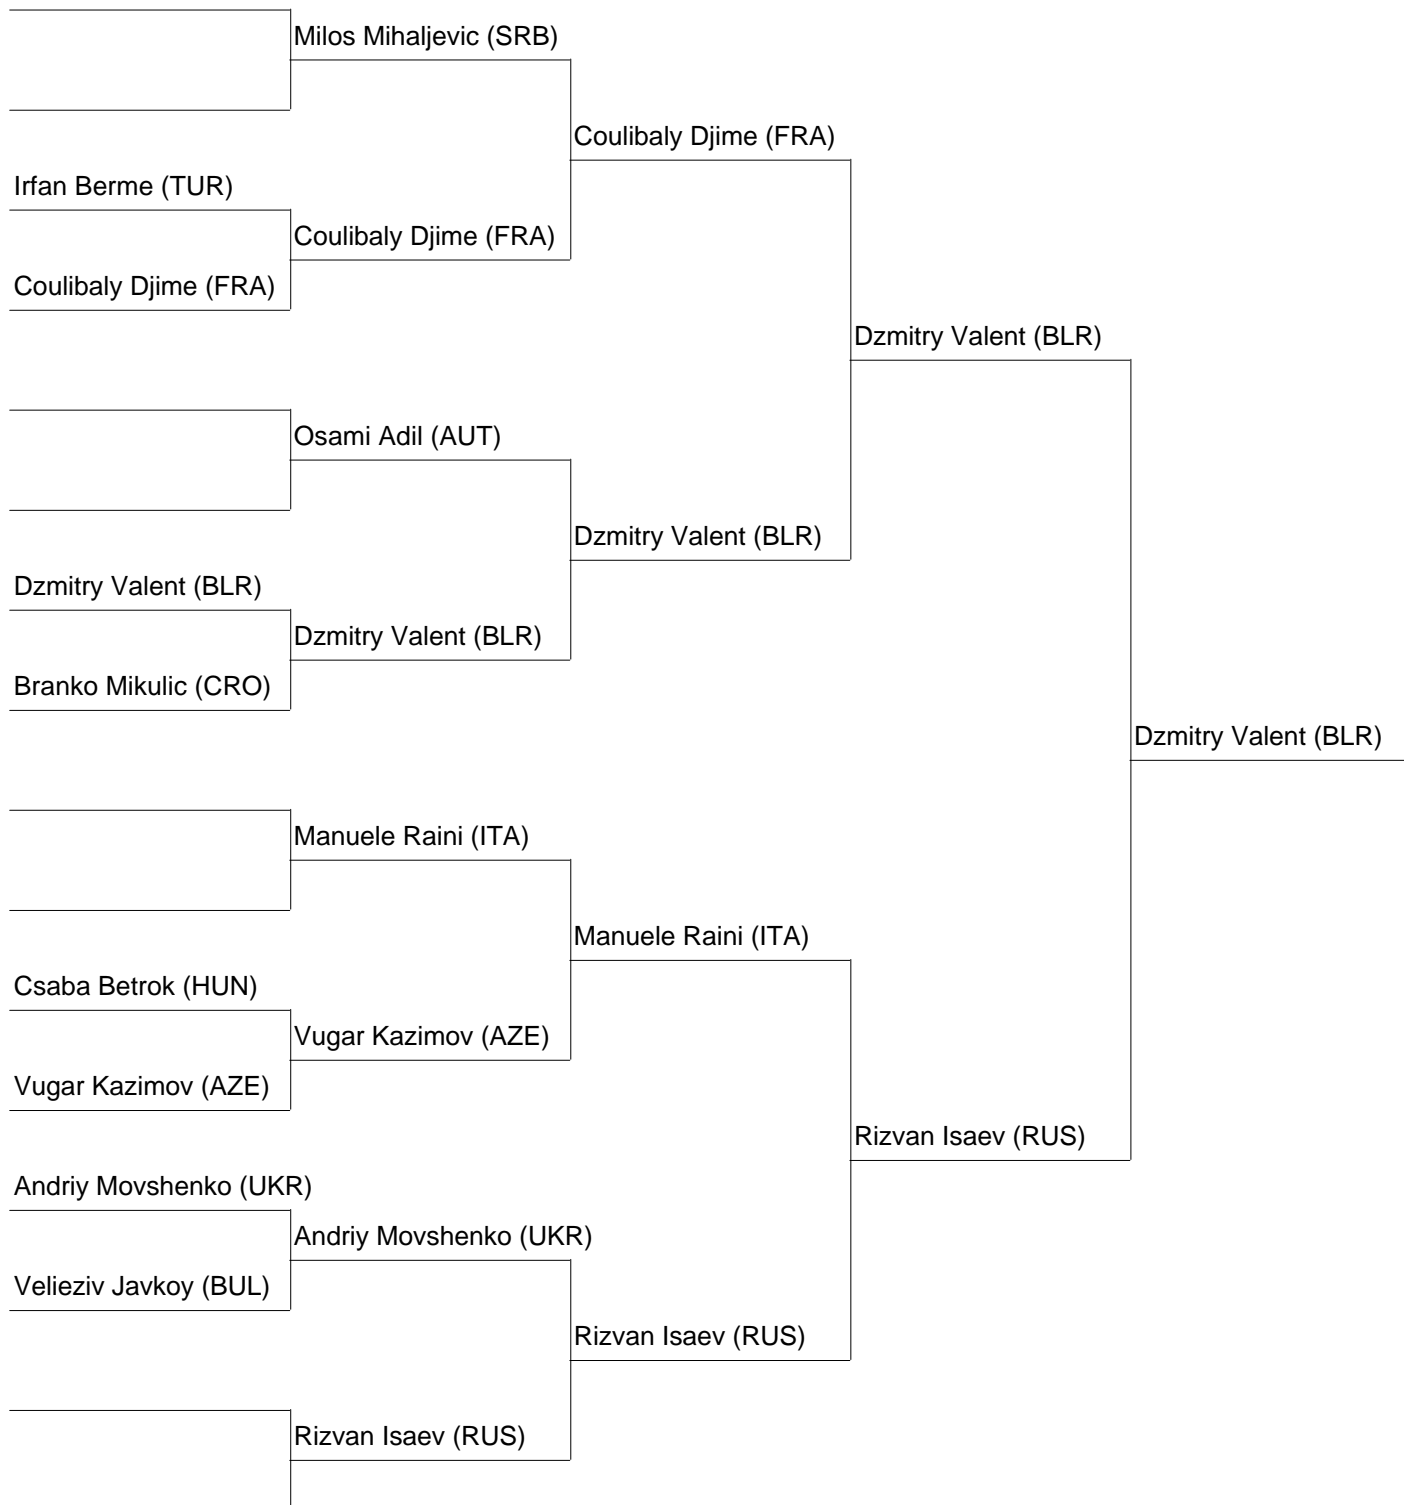 Milos Mihaljevic (SRB)
Coulibaly Djime (FRA)
Irfan Berme (TUR)
Coulibaly Djime (FRA)
Coulibaly Djime (FRA)
Dzmitry Valent (BLR)
Osami Adil (AUT)
Dzmitry Valent (BLR)
Dzmitry Valent (BLR)
Dzmitry Valent (BLR)
Branko Mikulic (CRO)
Dzmitry Valent (BLR)
Manuele Raini (ITA)
Manuele Raini (ITA)
Csaba Betrok (HUN)
Vugar Kazimov (AZE)
Vugar Kazimov (AZE)
Rizvan Isaev (RUS)
Andriy Movshenko (UKR)
Andriy Movshenko (UKR)
Velieziv Javkoy (BUL)
Rizvan Isaev (RUS)
Rizvan Isaev (RUS)